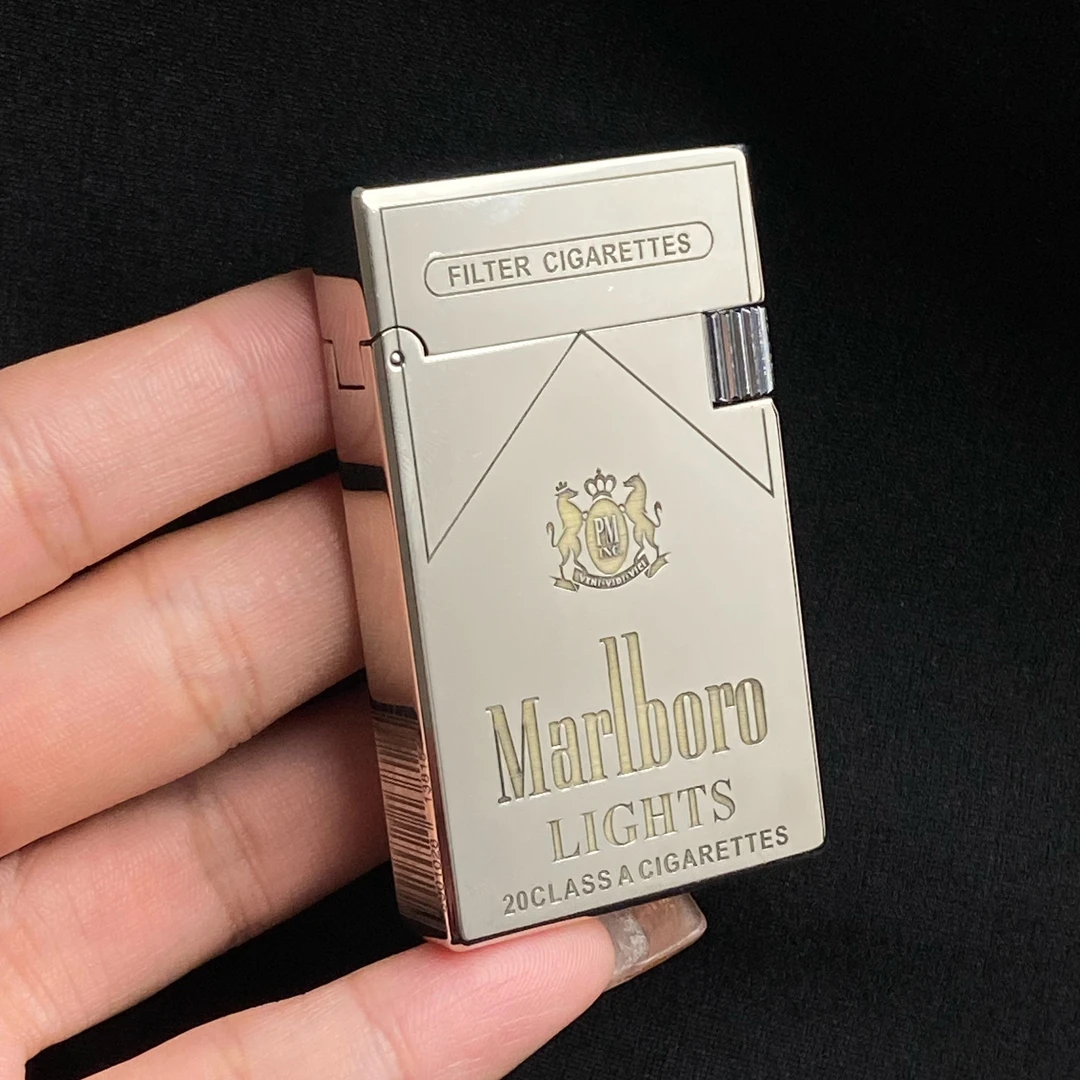 FILTER CIGARETTES
PM
INC
VENI·VIDI·VICI
Marlboro
LIGHTS
20CLASS A CIGARETTES